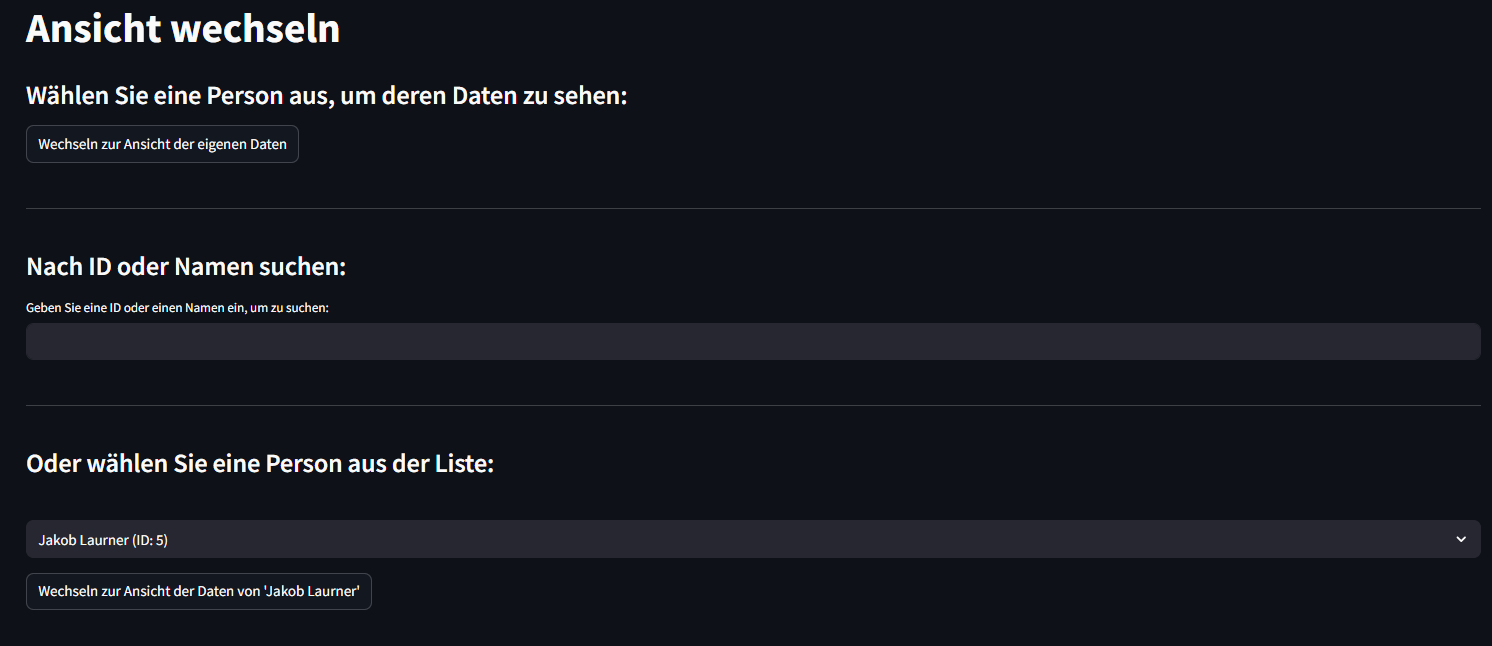 Ansicht wechseln
Wählen Sie eine Person aus, um deren Daten zu sehen:
Wechseln zur Ansicht der eigenen Daten
Nach ID oder Namen suchen:
Geben Sie eine ID oder einen Namen ein, um zu suchen:
Oder wählen Sie eine Person aus der Liste:
Jakob Laurner (ID: 5)
Wechseln zur Ansicht der Daten von 'Jakob Laurner'